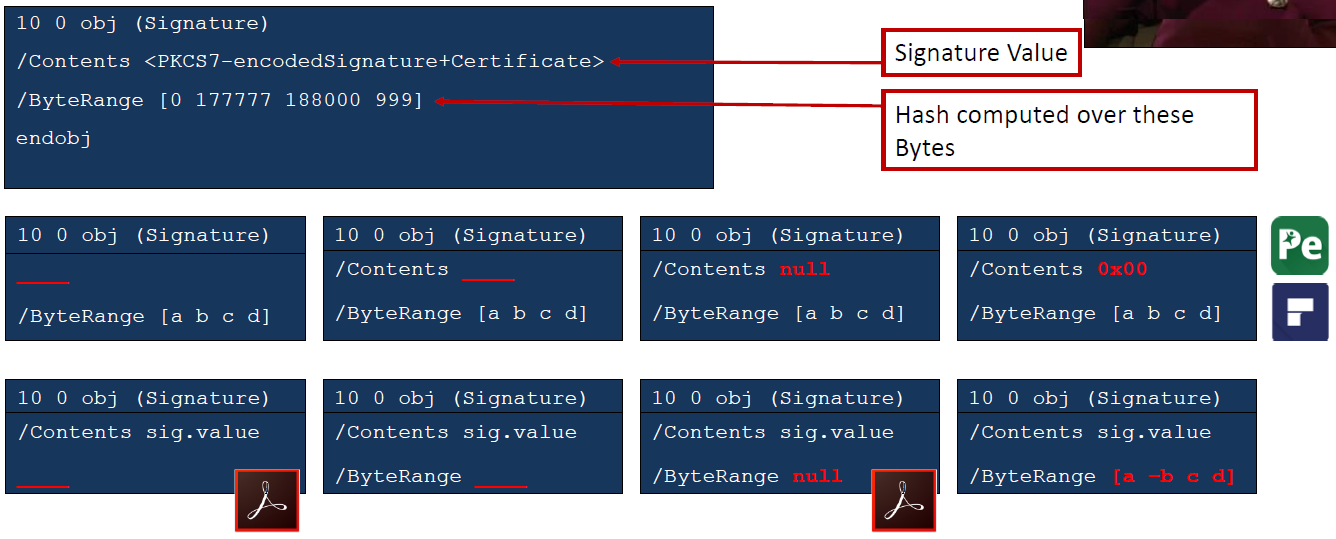 10 0 obj (Signature)
/Contents <PKCS7-encodedSignature+Certificate>
/ByteRange [0 177777 188000 999]
endobj
Signature Value
Hash computed over these
Bytes
10 0 obj (Signature)
____
/ByteRange [a b c d]
10 0 obj (Signature)
/Contents ____
/ByteRange [a b c d]
10 0 obj (Signature)
/Contents null
/ByteRange [a b c d]
10 0 obj (Signature)
/Contents 0x00
/ByteRange [a b c d]
Pe
10 0 obj (Signature)
/Contents sig.value
____
10 0 obj (Signature)
/Contents sig.value
/ByteRange ____
10 0 obj (Signature)
/Contents sig.value
/ByteRange null
10 0 obj (Signature)
/Contents sig.value
/ByteRange [a -b c d]